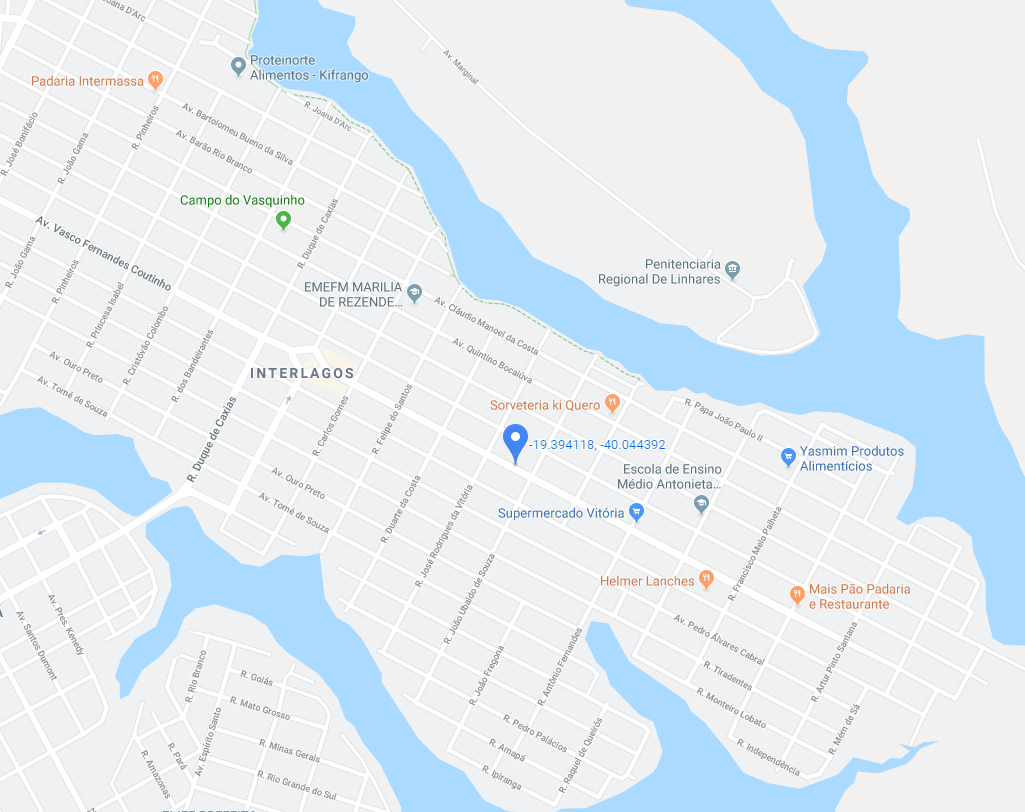 Joana D'Arc
Av. Marginal
Proteinorte
Alimentos - Kifrango
Padaria Intermassa
R. Joana D'Arc
Av. Bartolomeu Bueno da Silva
R. José Bonifácio
R. João Gama
R. Pinheiros
Av. Barão Rio Branco
Campo do Vasquinho
Av. Vasco Fernandes Coutinho
R. Duque de Caxias
R. João Gama
R. Pinheiros
R. Princesa Isabel
R. Cristóvão Colombo
R. dos Bandeirantes
Penitenciaria
Regional De Linhares
EMEFM MARILIA
DE REZENDE...
Av. Cláudio Manoel da Costa
Av. Quintino Bocaiúva
Av. Ouro Preto
Av. Tomé de Souza
INTERLAGOS
R. Duque de Caxias
R. Carlos Gomes
R. Felipe do Santos
Sorveteria ki Quero
R. Papa João Paulo II
-19.394118, -40.044392
Yasmim Produtos
Alimentícios
Escola de Ensino
Médio Antonieta...
Av. Ouro Preto
Av. Tomé de Souza
R. Duarte da Costa
R. José Rodrigues da Vitória
Supermercado Vitória
R. Francisco Melo Palheta
R. João Ubaldo de Souza
Helmer Lanches
Mais Pão Padaria
e Restaurante
Av. Pres. Kenedy
Av. Santos Dumont
Av. Pedro Álvares Cabral
R. Tiradentes
R. Monteiro Lobato
R. Independência
R. Artur Pinto Santana
R. Mém de Sá
R. João Fregona
R. Antônio Fernandes
R. Rio Branco
R. Goiás
R. Mato Grosso
R. Minas Gerais
R. Rio Grande do Sul
Av. Espírito Santo
R. Pará
R. Amazonas
R. Pedro Palácios
R. Amapá
R. Ipiranga
R. Raquel de Queirós